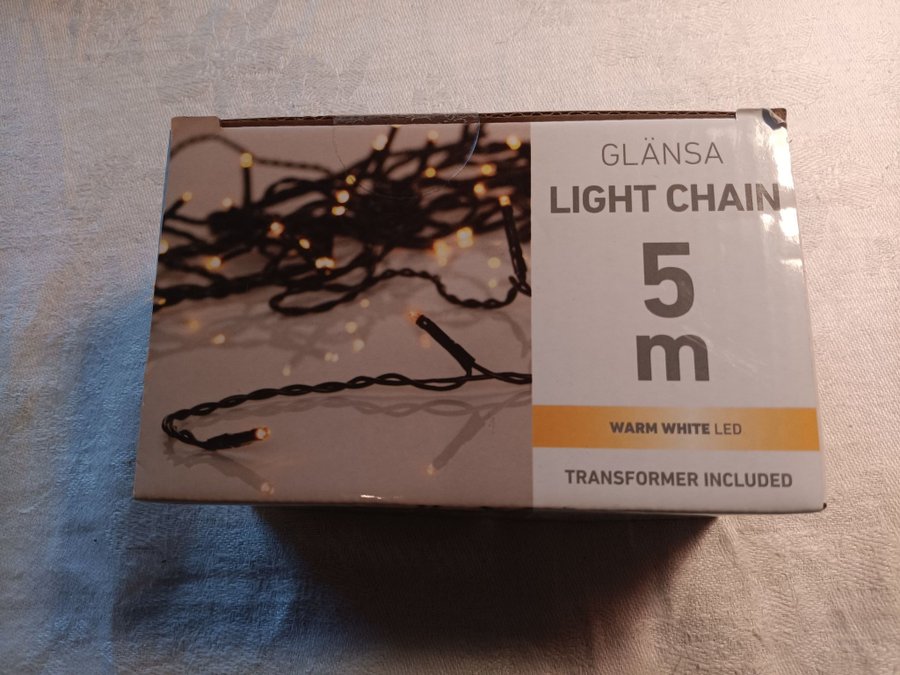 GLÄNSA
LIGHT CHAIN
5
m
WARM WHITE LED
TRANSFORMER INCLUDED